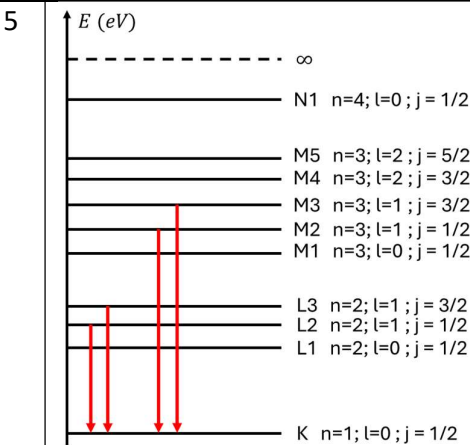 5
E (eV)
∞
N1 n=4; l=0 ; j = 1/2
M5 n=3; l=2 ; j = 5/2
M4 n=3; l=2 ; j = 3/2
M3 n=3; l=1 ; j = 3/2
M2 n=3; l=1 ; j = 1/2
M1 n=3; l=0 ; j = 1/2
L3 n=2; l=1 ; j = 3/2
L2 n=2; l=1 ; j = 1/2
L1 n=2; l=0 ; j = 1/2
K n=1; l=0 ; j = 1/2